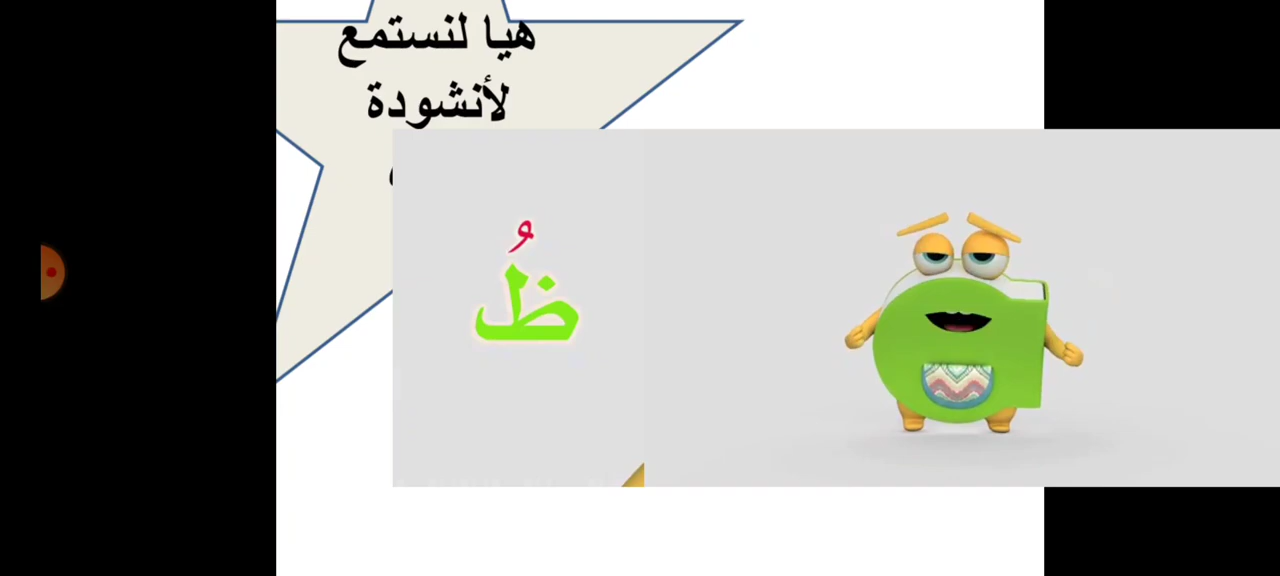 هيا لنستمع
لأنشودة
ظُ